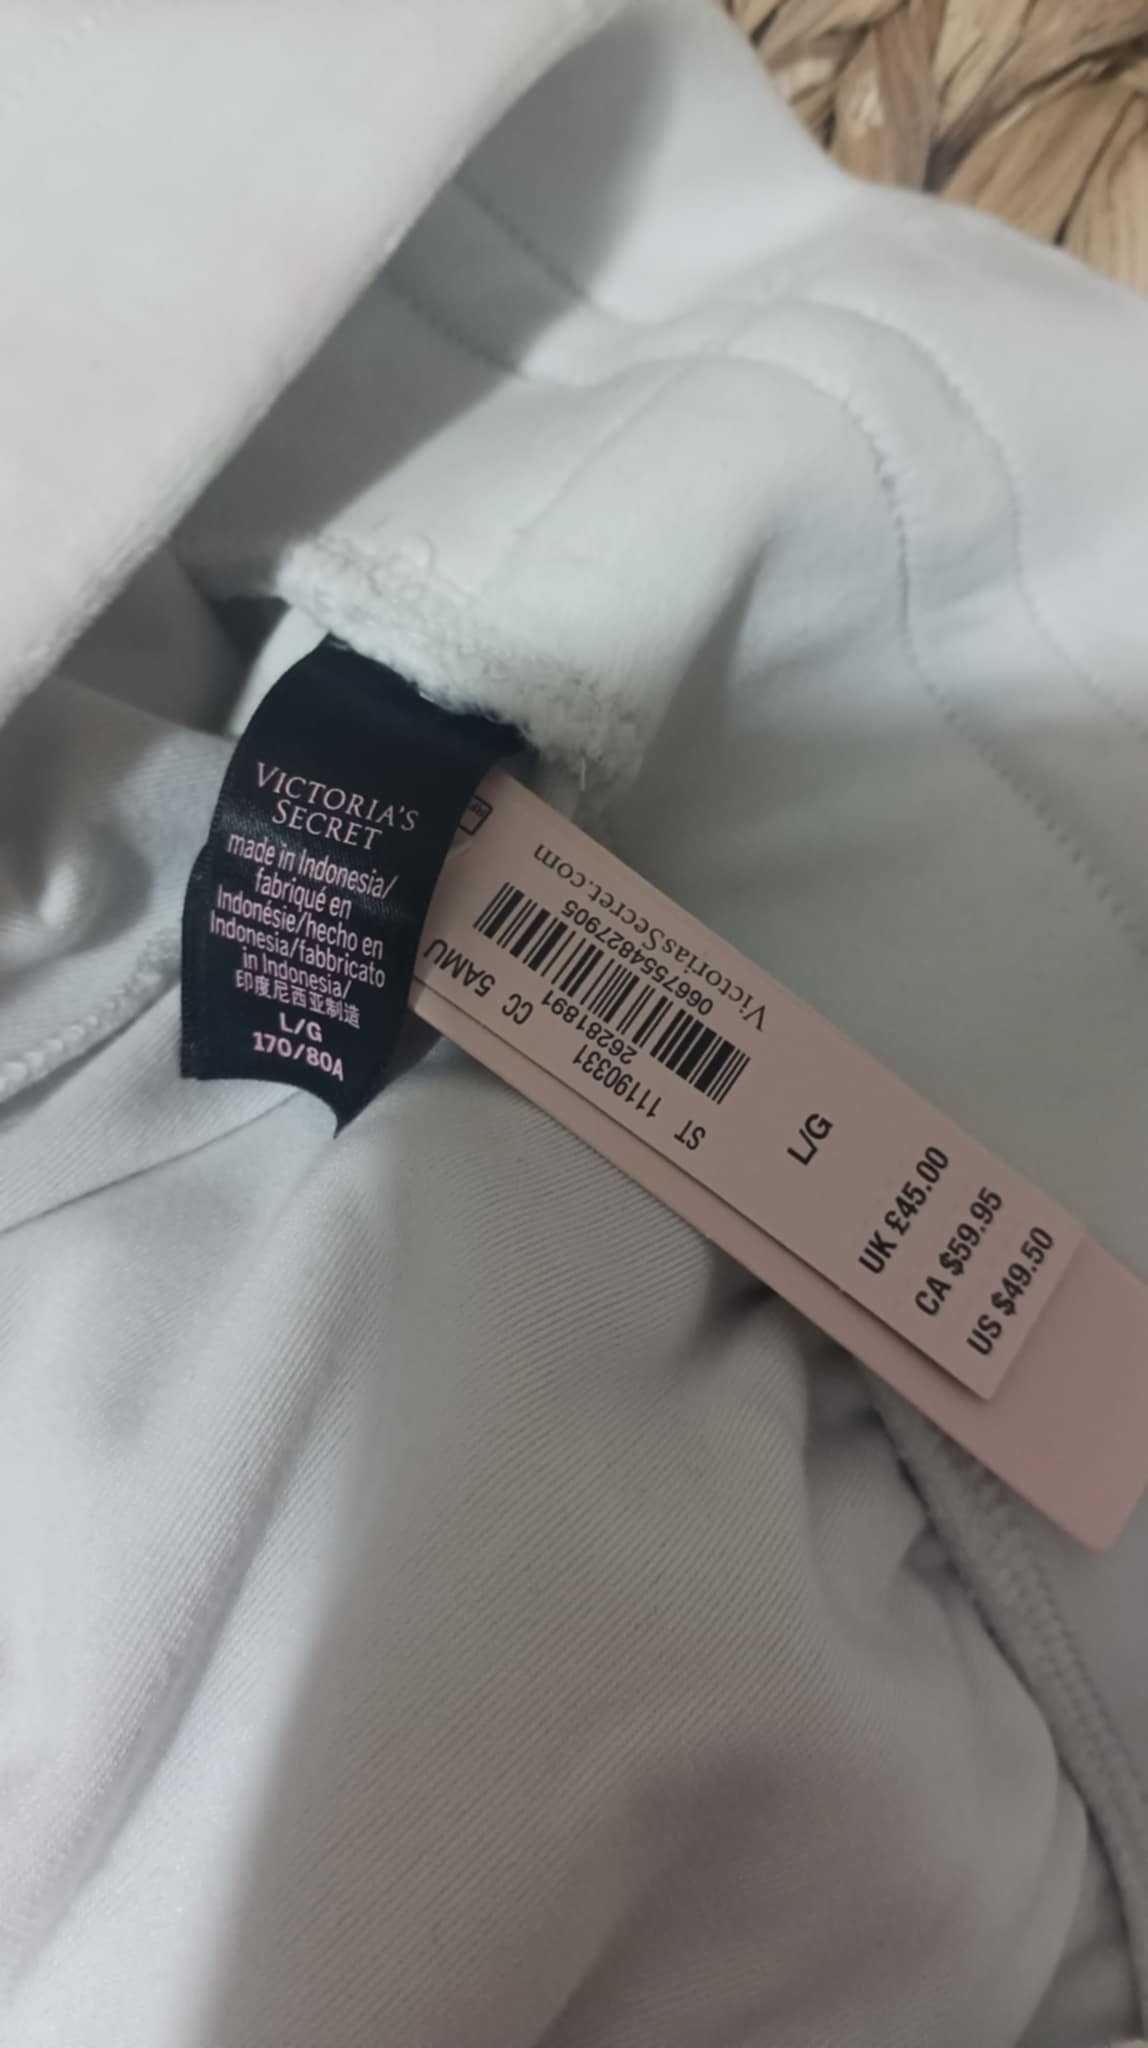 VICTORIA'S
SECRET
made in Indonesia/
fabriqué en
Indonésie/hecho en
Indonesia/fabbricato
in Indonesia/
印度尼西亚制造
L/G
170/80A
VictoriasSecret.com
0667554827905
26281891 CC 5AMU
ST 11190331
L/G
UK £45.00
CA $59.95
US $49.50